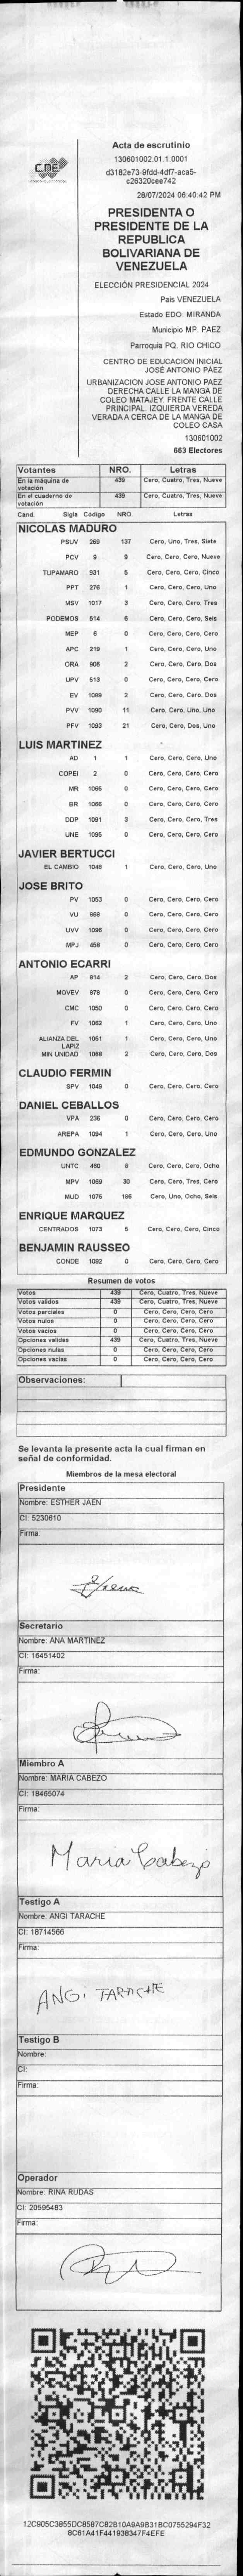 CNE
Acta de escrutinio
130601002.01.1.0001
d3182e73-9fdd-4df7-aca5-
c26320cee742
28/07/2024 06:40:42 PM
PRESIDENTA O
PRESIDENTE DE LA
REPUBLICA
BOLIVARIANA DE
VENEZUELA
ELECCIÓN PRESIDENCIAL 2024
Pais VENEZUELA
Estado EDO. MIRANDA
Municipio MP. PAEZ
Parroquia PQ. RIO CHICO
CENTRO DE EDUCACION INICIAL
JOSÉ ANTONIO PÁEZ
URBANIZACION JOSE ANTONIO PAEZ
DERECHA CALLE LA MANGA DE
COLEO MATAJEY. FRENTE CALLE
PRINCIPAL. IZQUIERDA VEREDA
VERADA A CERCA DE LA MANGA DE
COLEO CASA
130601002
663 Electores
Votantes NRO. Letras
En la máquina de votación 439 Cero, Cuatro, Tres, Nueve
En el cuaderno de votación 439 Cero, Cuatro, Tres, Nueve
Cand. Sigla Código NRO. Letras
NICOLAS MADURO
PSUV 269 137 Cero, Uno, Tres, Siete
PCV 9 9 Cero, Cero, Cero, Nueve
TUPAMARO 931 5 Cero, Cero, Cero, Cinco
PPT 276 1 Cero, Cero, Cero, Uno
MSV 1017 3 Cero, Cero, Cero, Tres
PODEMOS 514 6 Cero, Cero, Cero, Seis
MEP 6 0 Cero, Cero, Cero, Cero
APC 219 1 Cero, Cero, Cero, Uno
ORA 906 2 Cero, Cero, Cero, Dos
UPV 513 0 Cero, Cero, Cero, Cero
EV 1089 2 Cero, Cero, Cero, Dos
PVV 1090 11 Cero, Cero, Uno, Uno
PFV 1093 21 Cero, Cero, Dos, Uno
LUIS MARTINEZ
AD 1 1 Cero, Cero, Cero, Uno
COPEI 2 0 Cero, Cero, Cero, Cero
MR 1065 0 Cero, Cero, Cero, Cero
BR 1066 0 Cero, Cero, Cero, Cero
DDP 1091 3 Cero, Cero, Cero, Tres
UNE 1095 0 Cero, Cero, Cero, Cero
JAVIER BERTUCCI
EL CAMBIO 1048 1 Cero, Cero, Cero, Uno
JOSE BRITO
PV 1053 0 Cero, Cero, Cero, Cero
VU 868 0 Cero, Cero, Cero, Cero
UVV 1096 0 Cero, Cero, Cero, Cero
MPJ 458 0 Cero, Cero, Cero, Cero
ANTONIO ECARRI
AP 814 2 Cero, Cero, Cero, Dos
MOVEV 878 0 Cero, Cero, Cero, Cero
CMC 1050 0 Cero, Cero, Cero, Cero
FV 1062 1 Cero, Cero, Cero, Uno
ALIANZA DEL LAPIZ 1051 1 Cero, Cero, Cero, Uno
MIN UNIDAD 1068 2 Cero, Cero, Cero, Dos
CLAUDIO FERMIN
SPV 1049 0 Cero, Cero, Cero, Cero
DANIEL CEBALLOS
VPA 236 0 Cero, Cero, Cero, Cero
AREPA 1094 1 Cero, Cero, Cero, Uno
EDMUNDO GONZALEZ
UNTC 460 8 Cero, Cero, Cero, Ocho
MPV 1069 30 Cero, Cero, Tres, Cero
MUD 1075 186 Cero, Uno, Ocho, Seis
ENRIQUE MARQUEZ
CENTRADOS 1073 5 Cero, Cero, Cero, Cinco
BENJAMIN RAUSSEO
CONDE 1092 0 Cero, Cero, Cero, Cero
Resumen de votos
Votos 439 Cero, Cuatro, Tres, Nueve
Votos validos 439 Cero, Cuatro, Tres, Nueve
Votos parciales 0 Cero, Cero, Cero, Cero
Votos nulos 0 Cero, Cero, Cero, Cero
Votos vacios 0 Cero, Cero, Cero, Cero
Opciones validas 439 Cero, Cuatro, Tres, Nueve
Opciones nulas 0 Cero, Cero, Cero, Cero
Opciones vacias 0 Cero, Cero, Cero, Cero
Observaciones:
Se levanta la presente acta la cual firman en
señal de conformidad.
Miembros de la mesa electoral
Presidente
Nombre: ESTHER JAEN
CI: 5230610
Firma:
Secretario
Nombre: ANA MARTINEZ
CI: 16451402
Firma:
Miembro A
Nombre: MARIA CABEZO
CI: 18465074
Firma:
Maria Cabezo
Testigo A
Nombre: ANGI TARACHE
CI: 18714566
Firma:
ANGI TARACHE
Testigo B
Nombre:
CI:
Firma:
Operador
Nombre: RINA RUDAS
CI: 20595483
Firma:
12C905C3855DC8587C82B10A9A9B31BC0755294F32
8C61A41F441938347F4EFE